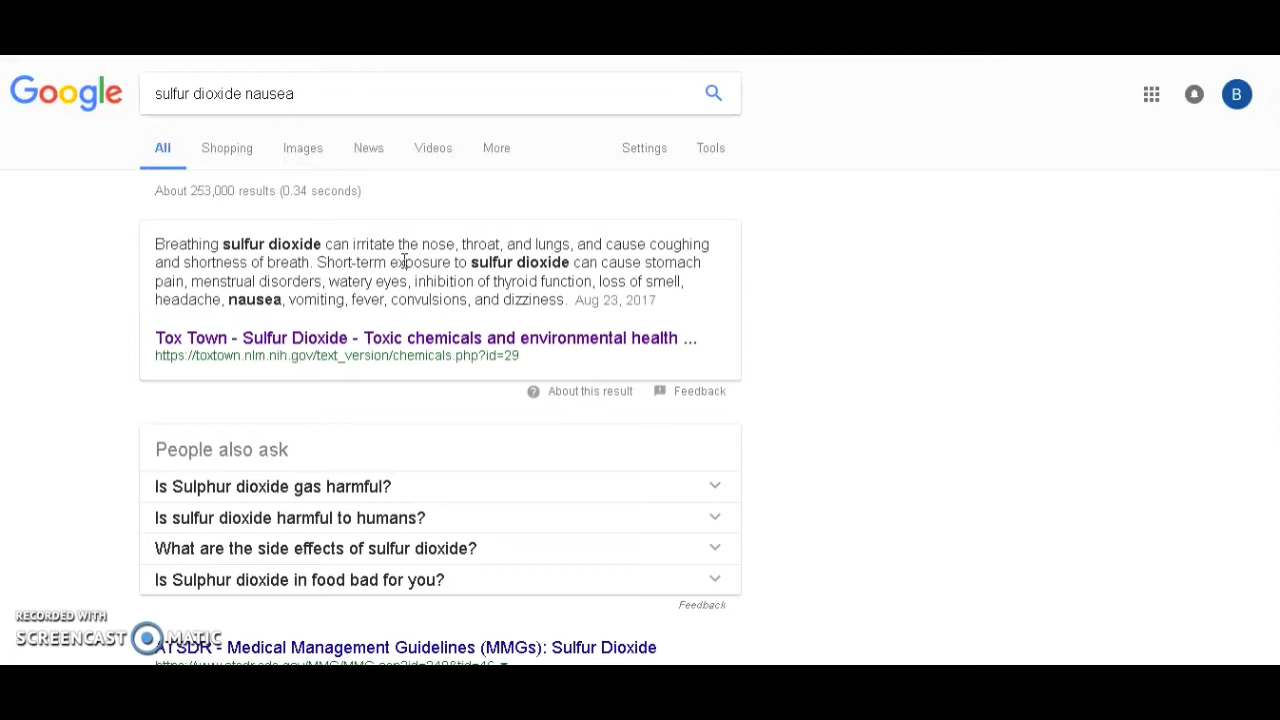 Google
sulfur dioxide nausea
B
All Shopping Images News Videos More Settings Tools
About 253,000 results (0.34 seconds)
Breathing sulfur dioxide can irritate the nose, throat, and lungs, and cause coughing
and shortness of breath. Short-term exposure to sulfur dioxide can cause stomach
pain, menstrual disorders, watery eyes, inhibition of thyroid function, loss of smell,
headache, nausea, vomiting, fever, convulsions, and dizziness. Aug 23, 2017
Tox Town - Sulfur Dioxide - Toxic chemicals and environmental health ...
https://toxtown.nlm.nih.gov/text_version/chemicals.php?id=29
About this result Feedback
People also ask
Is Sulphur dioxide gas harmful?
Is sulfur dioxide harmful to humans?
What are the side effects of sulfur dioxide?
Is Sulphur dioxide in food bad for you?
Feedback
RECORDED WITH
SCREENCAST MATIC
ATSDR - Medical Management Guidelines (MMGs): Sulfur Dioxide